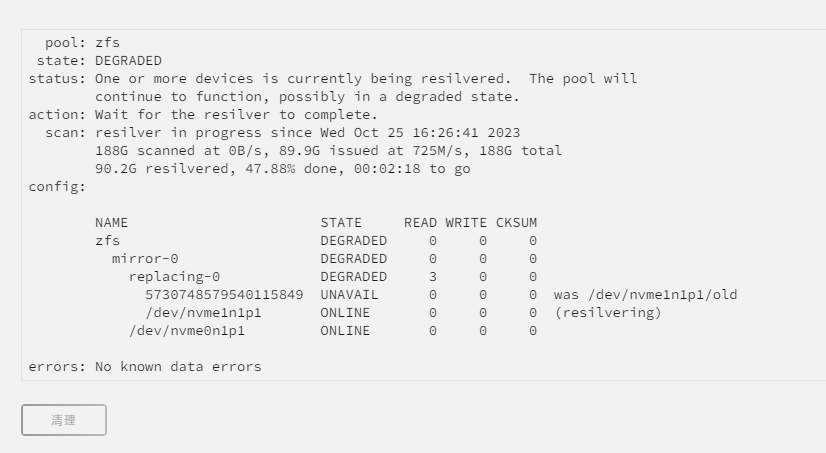 pool: zfs
state: DEGRADED
status: One or more devices is currently being resilvered.  The pool will
continue to function, possibly in a degraded state.
action: Wait for the resilver to complete.
scan: resilver in progress since Wed Oct 25 16:26:41 2023
188G scanned at 0B/s, 89.9G issued at 725M/s, 188G total
90.2G resilvered, 47.88% done, 00:02:18 to go
config:
NAME                       STATE     READ WRITE CKSUM
zfs                        DEGRADED     0     0     0
mirror-0                 DEGRADED     0     0     0
replacing-0            DEGRADED     3     0     0
5730748579540115849  UNAVAIL      0     0     0  was /dev/nvme1n1p1/old
/dev/nvme1n1p1       ONLINE       0     0     0  (resilvering)
/dev/nvme0n1p1         ONLINE       0     0     0
errors: No known data errors
清理